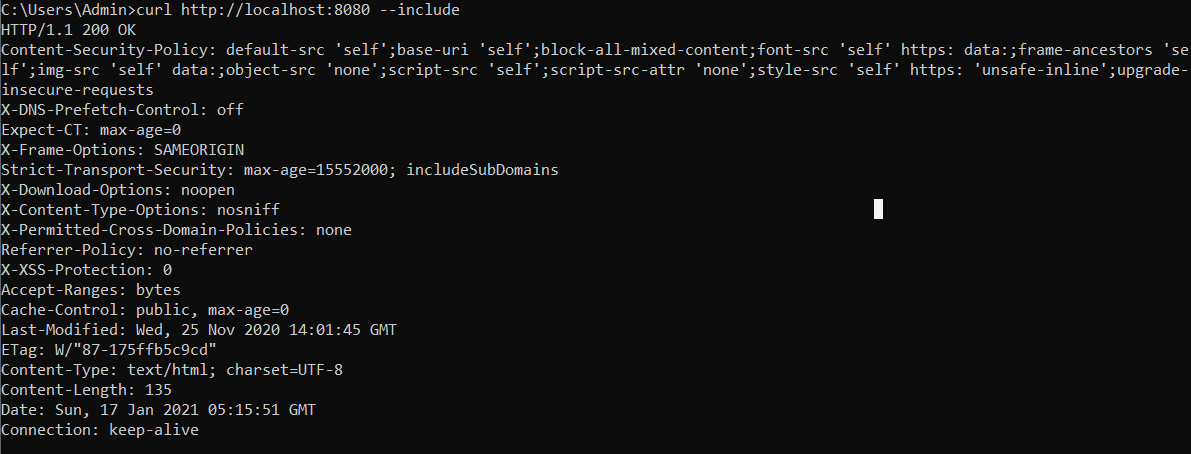 C:\Users\Admin>curl http://localhost:8080 --include
HTTP/1.1 200 OK
Content-Security-Policy: default-src 'self';base-uri 'self';block-all-mixed-content;font-src 'self' https: data:;frame-ancestors 'se
lf';img-src 'self' data:;object-src 'none';script-src 'self';script-src-attr 'none';style-src 'self' https: 'unsafe-inline';upgrade-
insecure-requests
X-DNS-Prefetch-Control: off
Expect-CT: max-age=0
X-Frame-Options: SAMEORIGIN
Strict-Transport-Security: max-age=15552000; includeSubDomains
X-Download-Options: noopen
X-Content-Type-Options: nosniff
X-Permitted-Cross-Domain-Policies: none
Referrer-Policy: no-referrer
X-XSS-Protection: 0
Accept-Ranges: bytes
Cache-Control: public, max-age=0
Last-Modified: Wed, 25 Nov 2020 14:01:45 GMT
ETag: W/"87-175ffb5c9cd"
Content-Type: text/html; charset=UTF-8
Content-Length: 135
Date: Sun, 17 Jan 2021 05:15:51 GMT
Connection: keep-alive